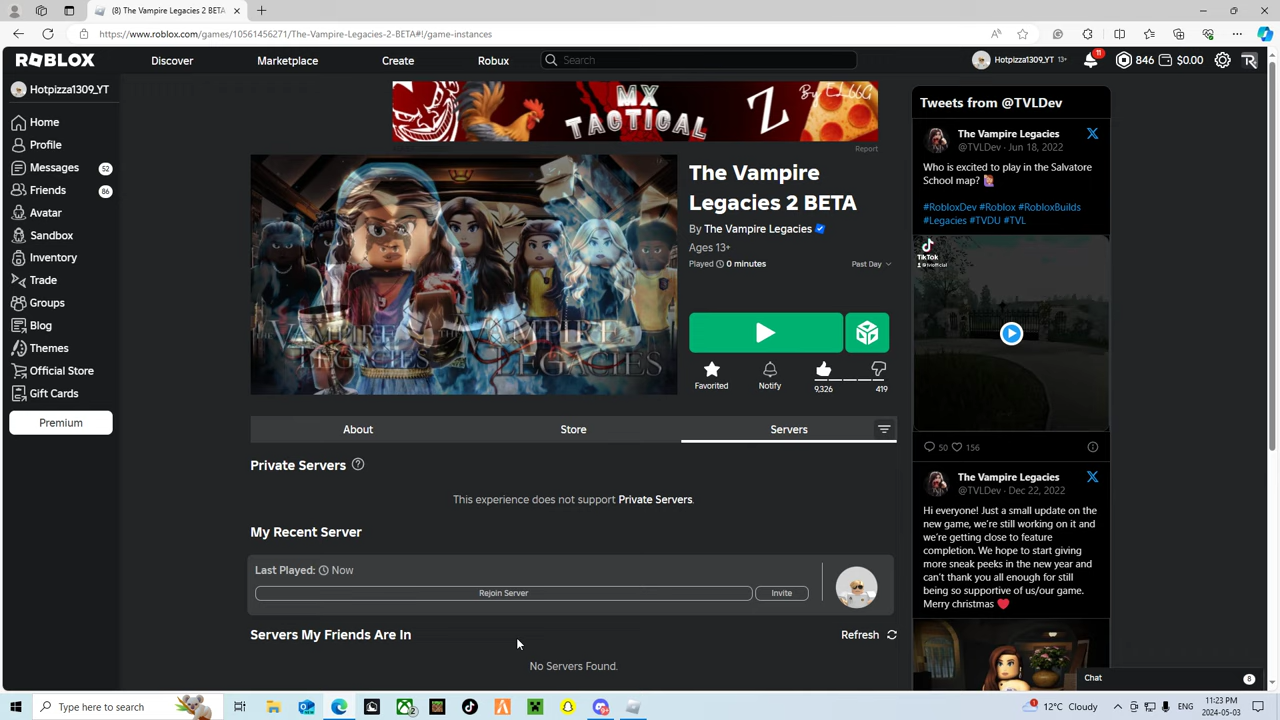 (8) The Vampire Legacies 2 BETA
https://www.roblox.com/games/10561456271/The-Vampire-Legacies-2-BETA#!/game-instances
ROBLOX
Discover
Marketplace
Create
Robux
Search
Hotpizza1309_YT 13+
11
846
$0.00
Hotpizza1309_YT
Home
Profile
Messages 52
Friends 86
Avatar
Sandbox
Inventory
Trade
Groups
Blog
Themes
Official Store
Gift Cards
Premium
MX
TACTICAL
Z
Report
THE VAMPIRE
LEGACIES
THE VAMPIRE
LEGACIES
The Vampire
Legacies 2 BETA
By The Vampire Legacies
Ages 13+
Played 0 minutes
Past Day
Favorited
Notify
9,326
419
About
Store
Servers
Private Servers
This experience does not support Private Servers.
My Recent Server
Last Played: Now
Rejoin Server
Invite
Servers My Friends Are In
Refresh
No Servers Found.
Tweets from @TVLDev
The Vampire Legacies
@TVLDev · Jun 18, 2022
Who is excited to play in the Salvatore
School map?
#RobloxDev #Roblox #RobloxBuilds
#Legacies #TVDU #TVL
TikTok
50
156
The Vampire Legacies
@TVLDev · Dec 22, 2022
Hi everyone! Just a small update on the
new game, we're still working on it and
we're getting close to feature
completion. We hope to start giving
more sneak peeks in the new year and
can't thank you all enough for still
being so supportive of us/our game.
Merry christmas
Chat
8
Type here to search
12°C Cloudy
ENG
11:23 PM
2024-05-03